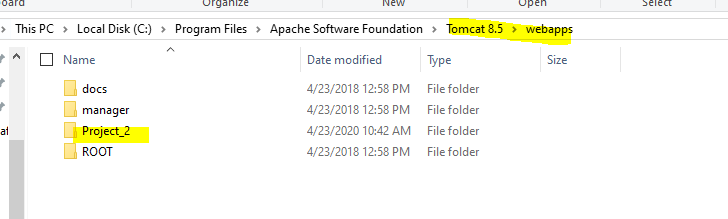 board Organize New Open Select
This PC > Local Disk (C:) > Program Files > Apache Software Foundation > Tomcat 8.5 > webapps
Name Date modified Type Size
docs 4/23/2018 12:58 PM File folder
manager 4/23/2018 12:58 PM File folder
Project_2 4/23/2020 10:42 AM File folder
ROOT 4/23/2018 12:58 PM File folder